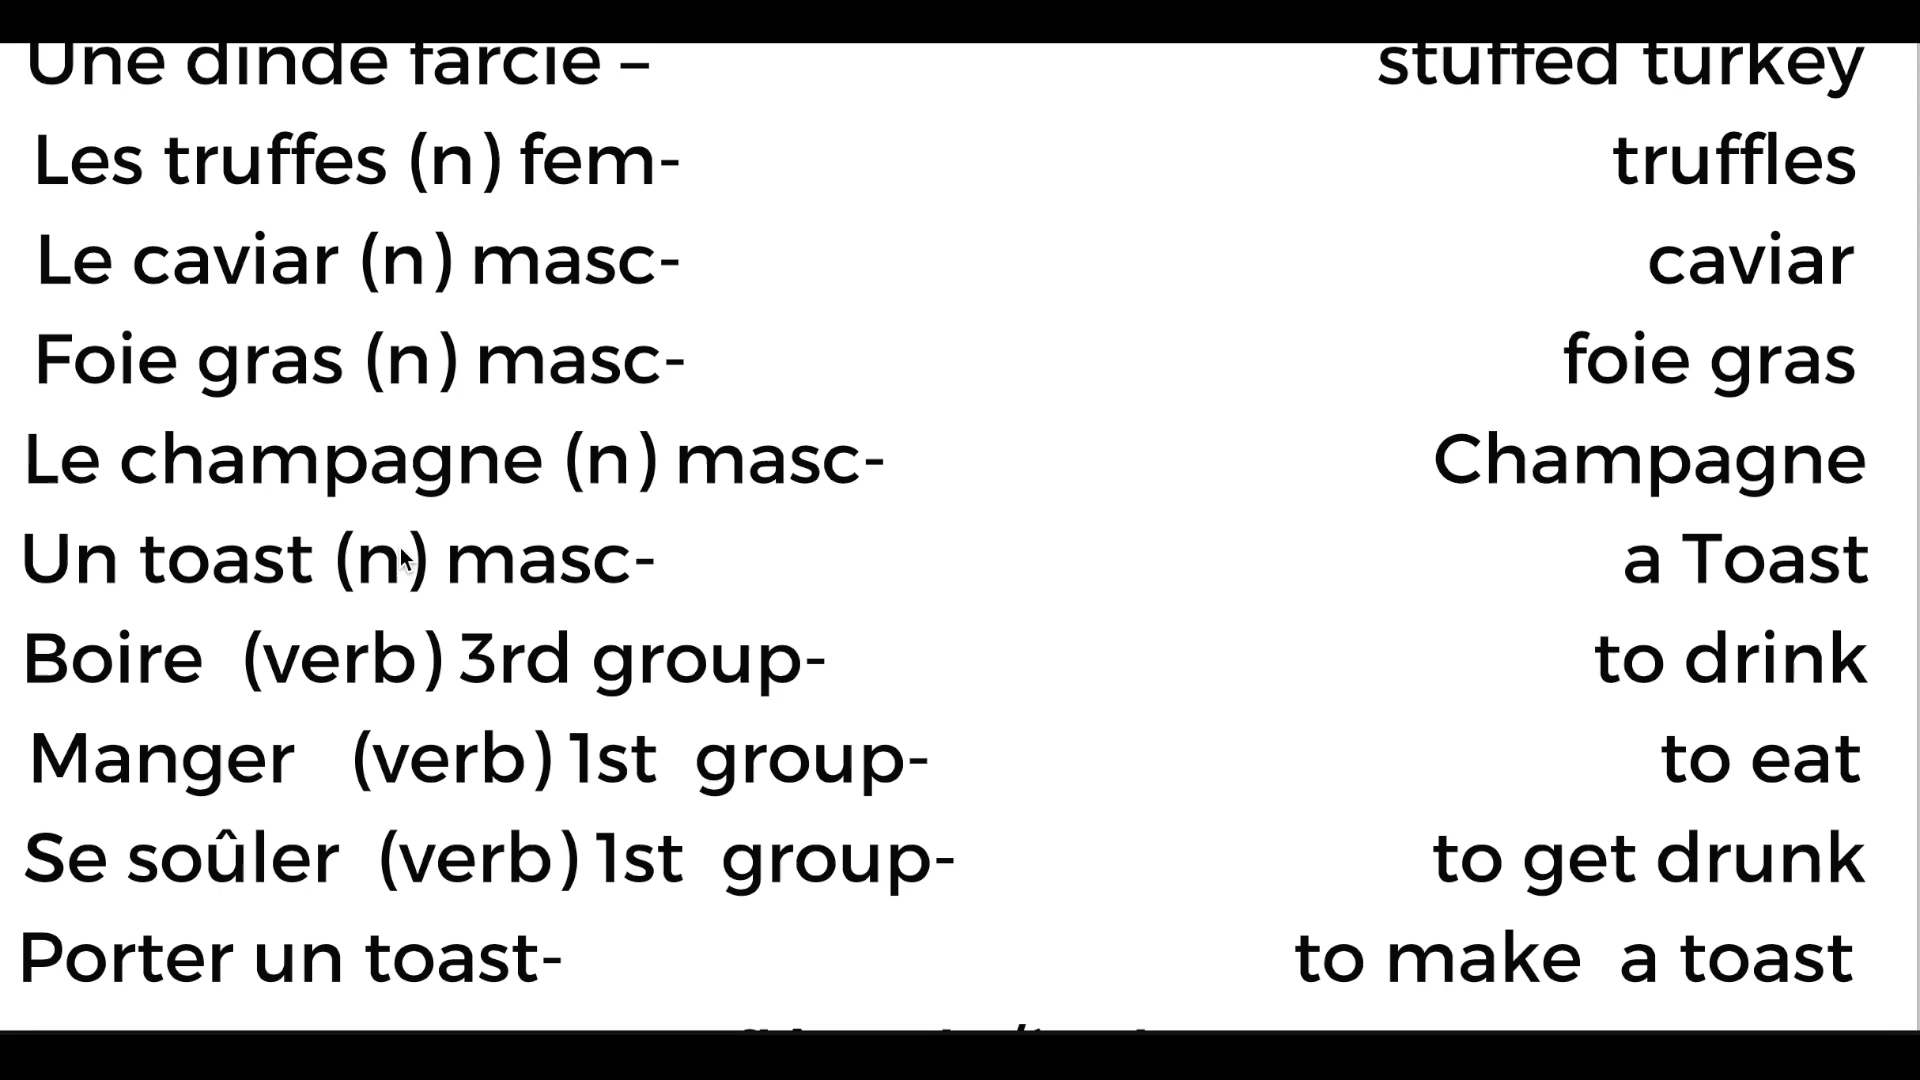 Une dinde farcie – stuffed turkey
Les truffes (n) fem- truffles
Le caviar (n) masc- caviar
Foie gras (n) masc- foie gras
Le champagne (n) masc- Champagne
Un toast (n) masc- a Toast
Boire (verb) 3rd group- to drink
Manger (verb) 1st group- to eat
Se soûler (verb) 1st group- to get drunk
Porter un toast- to make a toast